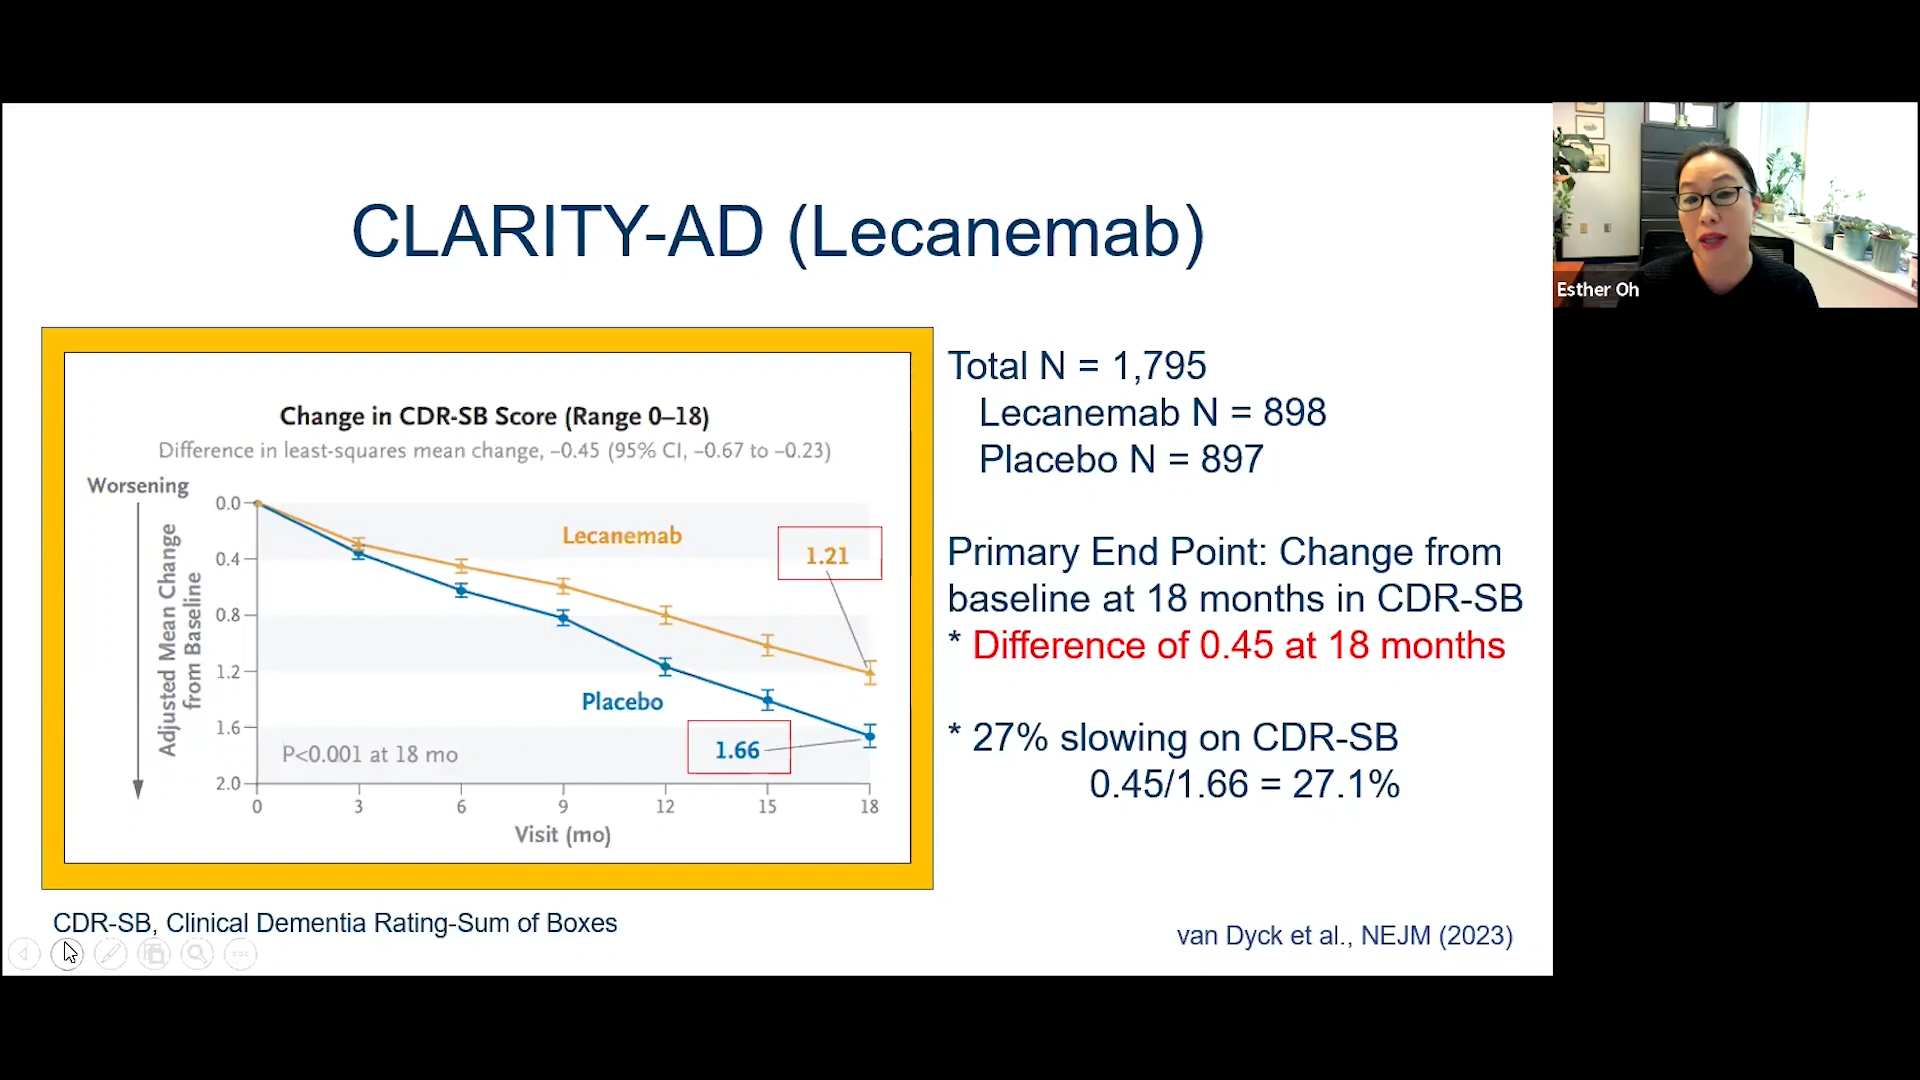 CLARITY-AD (Lecanemab)
Esther Oh
Change in CDR-SB Score (Range 0–18)
Difference in least-squares mean change, –0.45 (95% CI, –0.67 to –0.23)
Worsening
Adjusted Mean Change
from Baseline
0.0
0.4
0.8
1.2
1.6
2.0
Lecanemab
1.21
Placebo
1.66
P<0.001 at 18 mo
0 3 6 9 12 15 18
Visit (mo)
Total N = 1,795
Lecanemab N = 898
Placebo N = 897
Primary End Point: Change from
baseline at 18 months in CDR-SB
* Difference of 0.45 at 18 months
* 27% slowing on CDR-SB
0.45/1.66 = 27.1%
CDR-SB, Clinical Dementia Rating-Sum of Boxes
van Dyck et al., NEJM (2023)